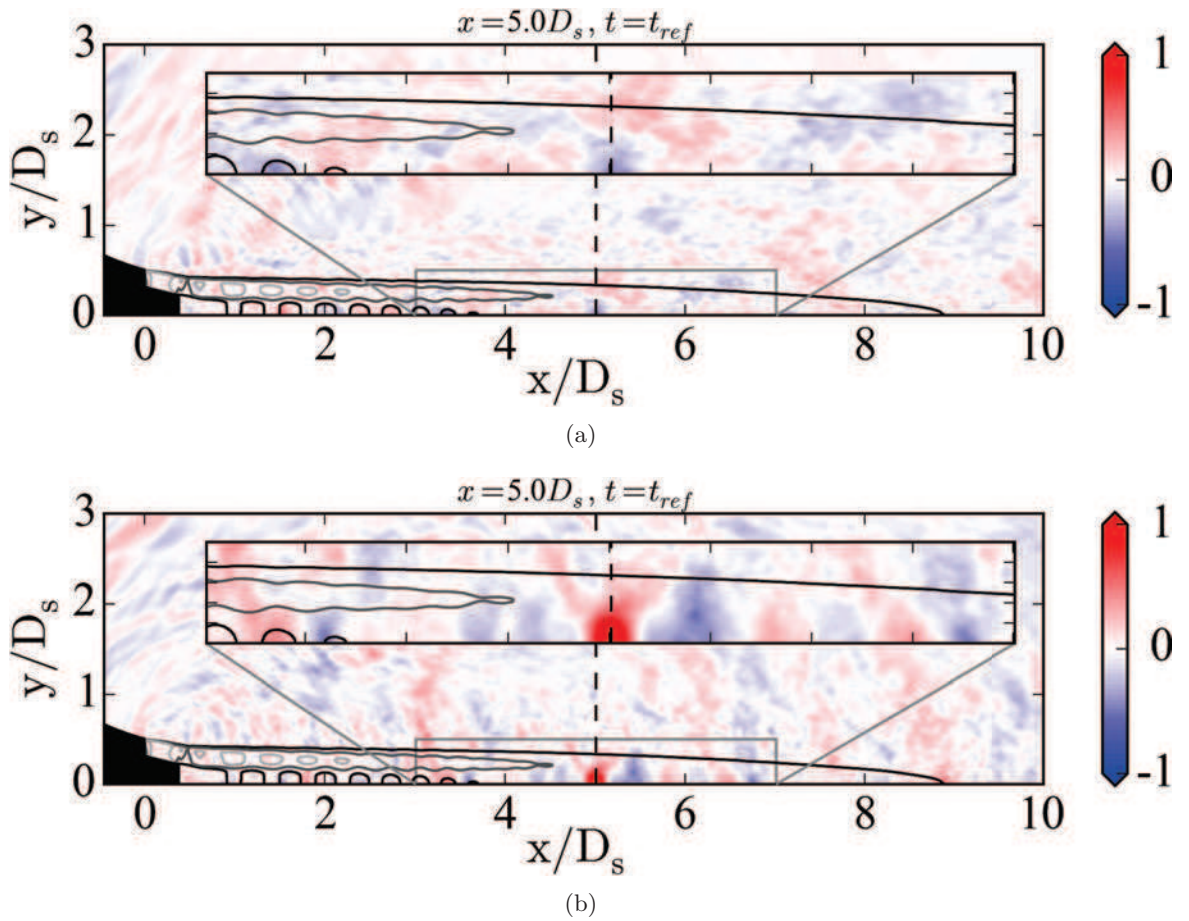 x=5.0D_s, t=t_ref
3
2
1
0
y/D_s
0 2 4 6 8 10
x/D_s
1
0
-1
(a)
x=5.0D_s, t=t_ref
3
2
1
0
y/D_s
0 2 4 6 8 10
x/D_s
1
0
-1
(b)